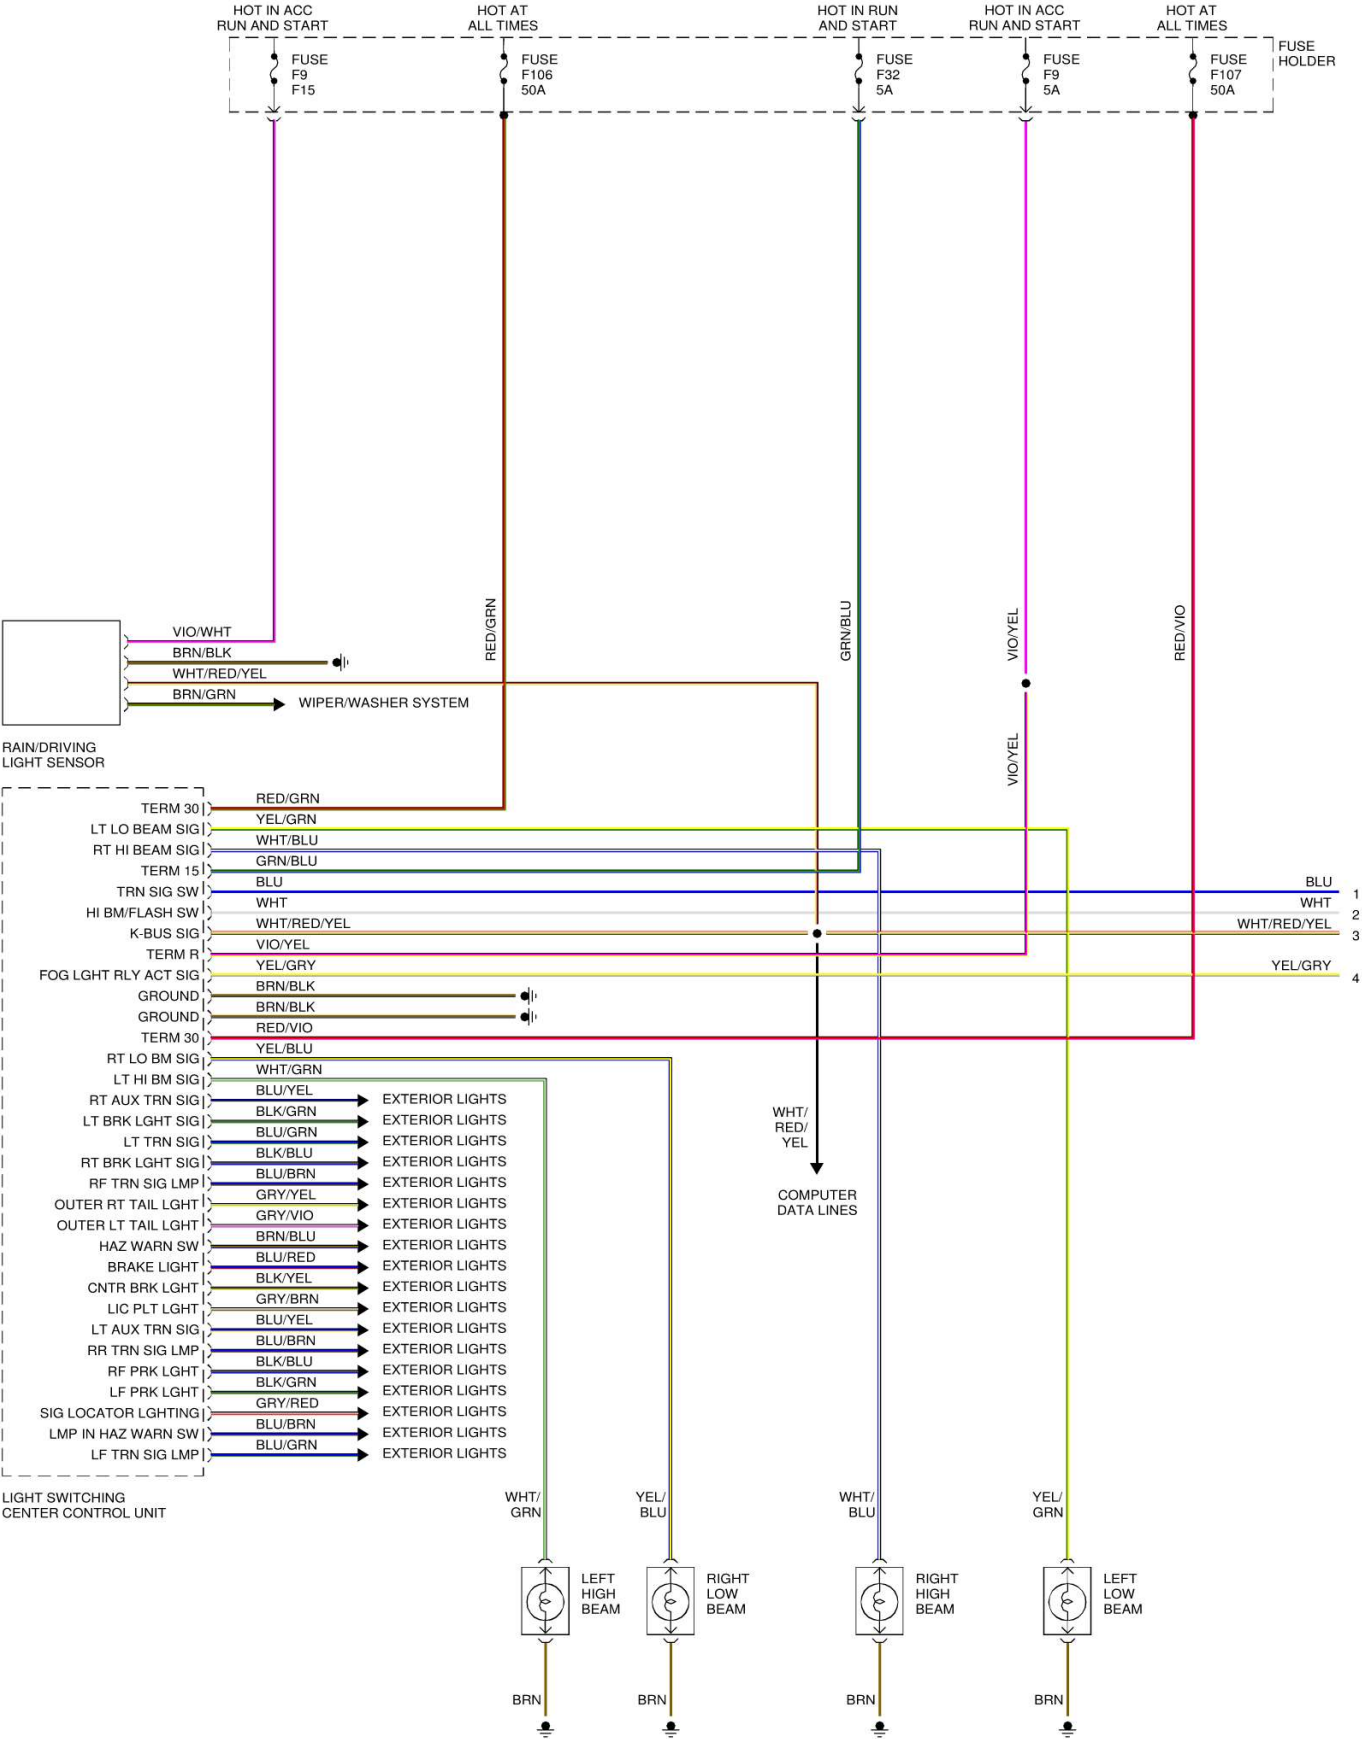 HOT IN ACC
RUN AND START
HOT AT
ALL TIMES
HOT IN RUN
AND START
HOT IN ACC
RUN AND START
HOT AT
ALL TIMES
FUSE
F9
F15
FUSE
F106
50A
FUSE
F32
5A
FUSE
F9
5A
FUSE
F107
50A
FUSE
HOLDER
RED/GRN
GRN/BLU
VIO/YEL
RED/VIO
VIO/YEL
VIO/WHT
BRN/BLK
WHT/RED/YEL
BRN/GRN
WIPER/WASHER SYSTEM
RAIN/DRIVING
LIGHT SENSOR
TERM 30 RED/GRN
LT LO BEAM SIG YEL/GRN
RT HI BEAM SIG WHT/BLU
TERM 15 GRN/BLU
TRN SIG SW BLU BLU 1
HI BM/FLASH SW WHT WHT 2
K-BUS SIG WHT/RED/YEL WHT/RED/YEL 3
TERM R VIO/YEL
FOG LGHT RLY ACT SIG YEL/GRY YEL/GRY 4
GROUND BRN/BLK
GROUND BRN/BLK
TERM 30 RED/VIO
RT LO BM SIG YEL/BLU
LT HI BM SIG WHT/GRN
RT AUX TRN SIG BLU/YEL EXTERIOR LIGHTS
LT BRK LGHT SIG BLK/GRN EXTERIOR LIGHTS
LT TRN SIG BLU/GRN EXTERIOR LIGHTS
RT BRK LGHT SIG BLK/BLU EXTERIOR LIGHTS
RF TRN SIG LMP BLU/BRN EXTERIOR LIGHTS
OUTER RT TAIL LGHT GRY/YEL EXTERIOR LIGHTS
OUTER LT TAIL LGHT GRY/VIO EXTERIOR LIGHTS
HAZ WARN SW BRN/BLU EXTERIOR LIGHTS
BRAKE LIGHT BLU/RED EXTERIOR LIGHTS
CNTR BRK LGHT BLK/YEL EXTERIOR LIGHTS
LIC PLT LGHT GRY/BRN EXTERIOR LIGHTS
LT AUX TRN SIG BLU/YEL EXTERIOR LIGHTS
RR TRN SIG LMP BLU/BRN EXTERIOR LIGHTS
RF PRK LGHT BLK/BLU EXTERIOR LIGHTS
LF PRK LGHT BLK/GRN EXTERIOR LIGHTS
SIG LOCATOR LGHTING GRY/RED EXTERIOR LIGHTS
LMP IN HAZ WARN SW BLU/BRN EXTERIOR LIGHTS
LF TRN SIG LMP BLU/GRN EXTERIOR LIGHTS
WHT/
RED/
YEL
COMPUTER
DATA LINES
LIGHT SWITCHING
CENTER CONTROL UNIT
WHT/
GRN
YEL/
BLU
WHT/
BLU
YEL/
GRN
LEFT
HIGH
BEAM
RIGHT
LOW
BEAM
RIGHT
HIGH
BEAM
LEFT
LOW
BEAM
BRN
BRN
BRN
BRN